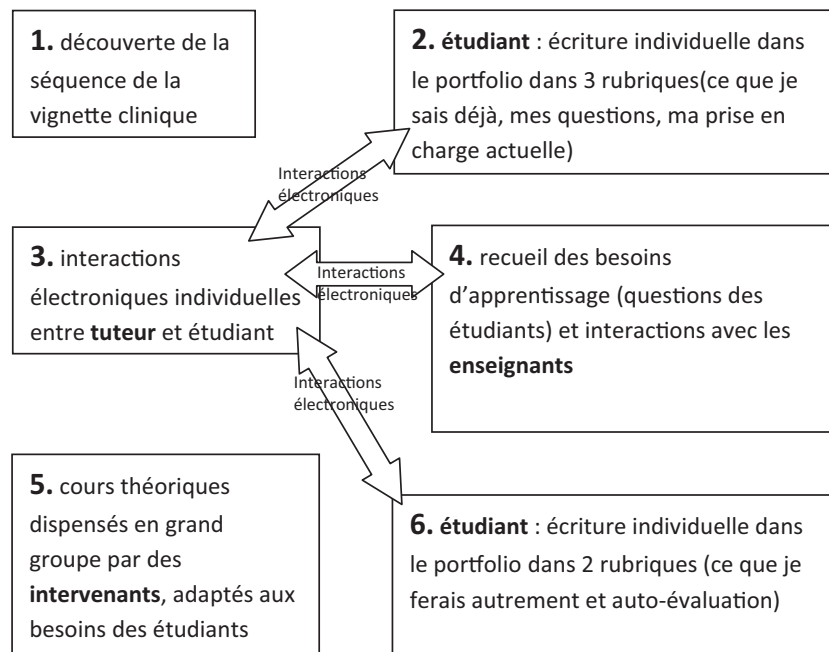 1. découverte de la
séquence de la
vignette clinique
2. étudiant : écriture individuelle dans
le portfolio dans 3 rubriques(ce que je
sais déjà, mes questions, ma prise en
charge actuelle)
Interactions
électroniques
3. interactions
électroniques individuelles
entre tuteur et étudiant
Interactions
électroniques
4. recueil des besoins
d’apprentissage (questions des
étudiants) et interactions avec les
enseignants
Interactions
électroniques
5. cours théoriques
dispensés en grand
groupe par des
intervenants, adaptés aux
besoins des étudiants
6. étudiant : écriture individuelle dans
le portfolio dans 2 rubriques (ce que je
ferais autrement et auto-évaluation)